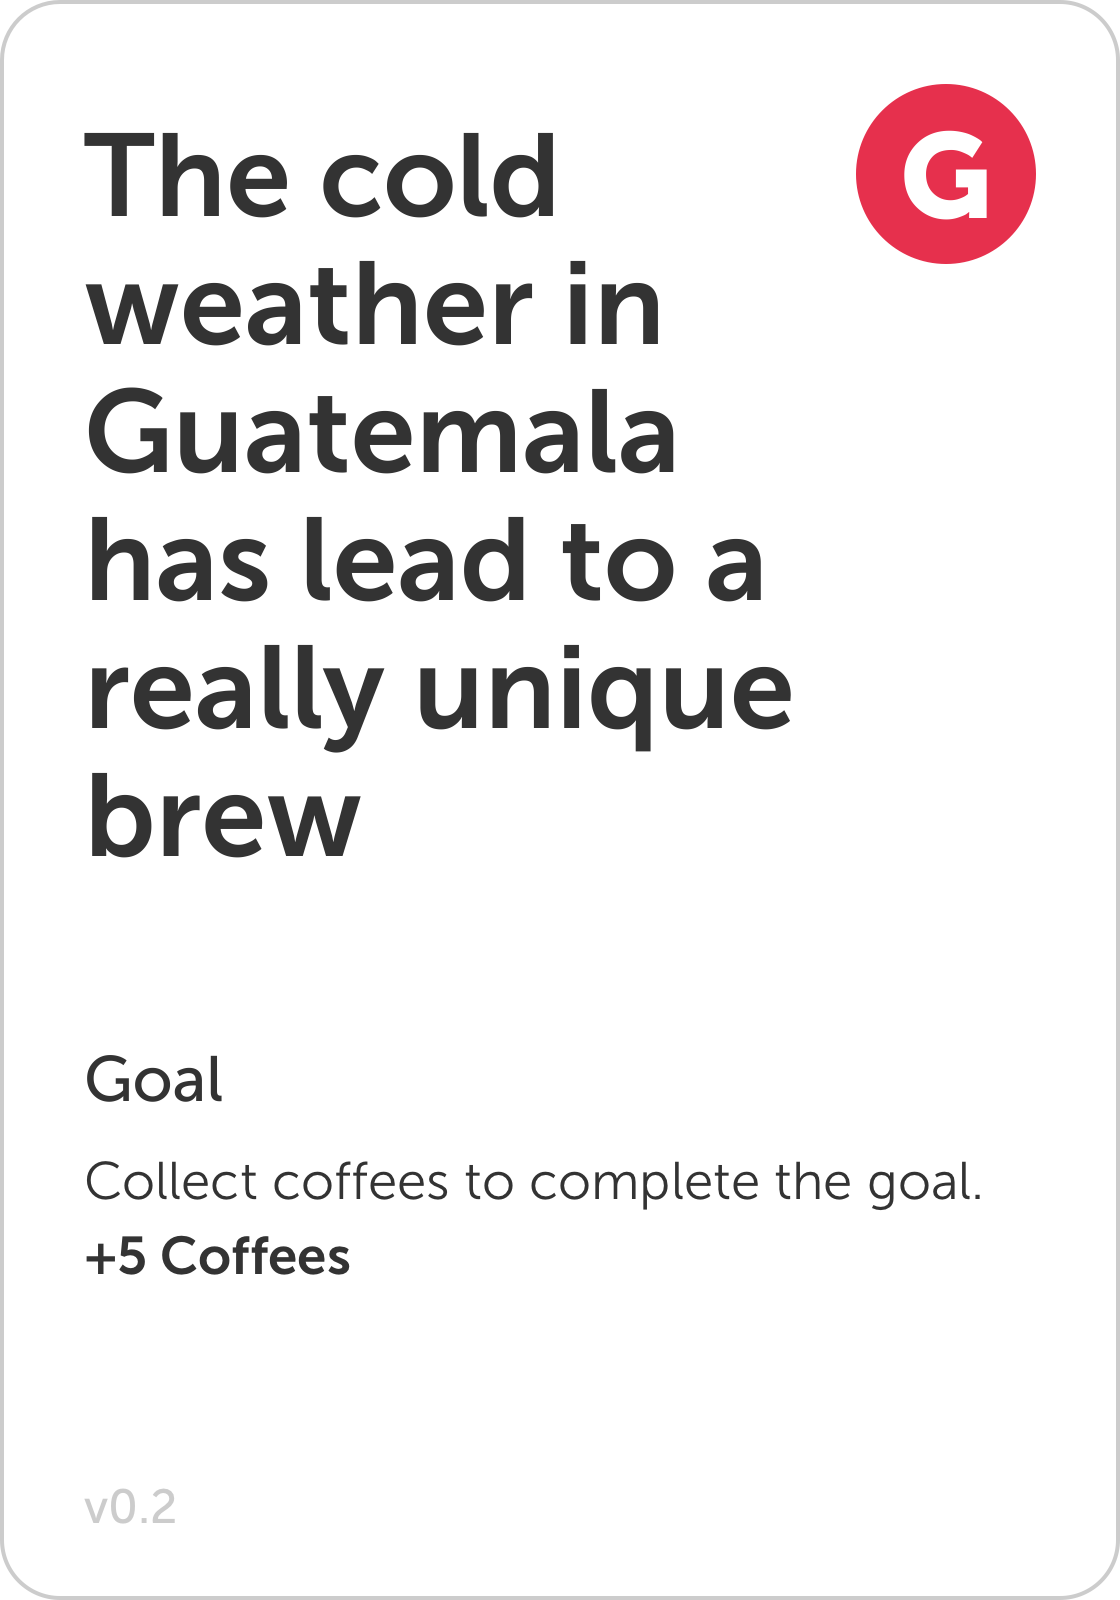 The cold
G
weather in
Guatemala
has lead to a
really unique
brew
Goal
Collect coffees to complete the goal.
+5 Coffees
v0.2